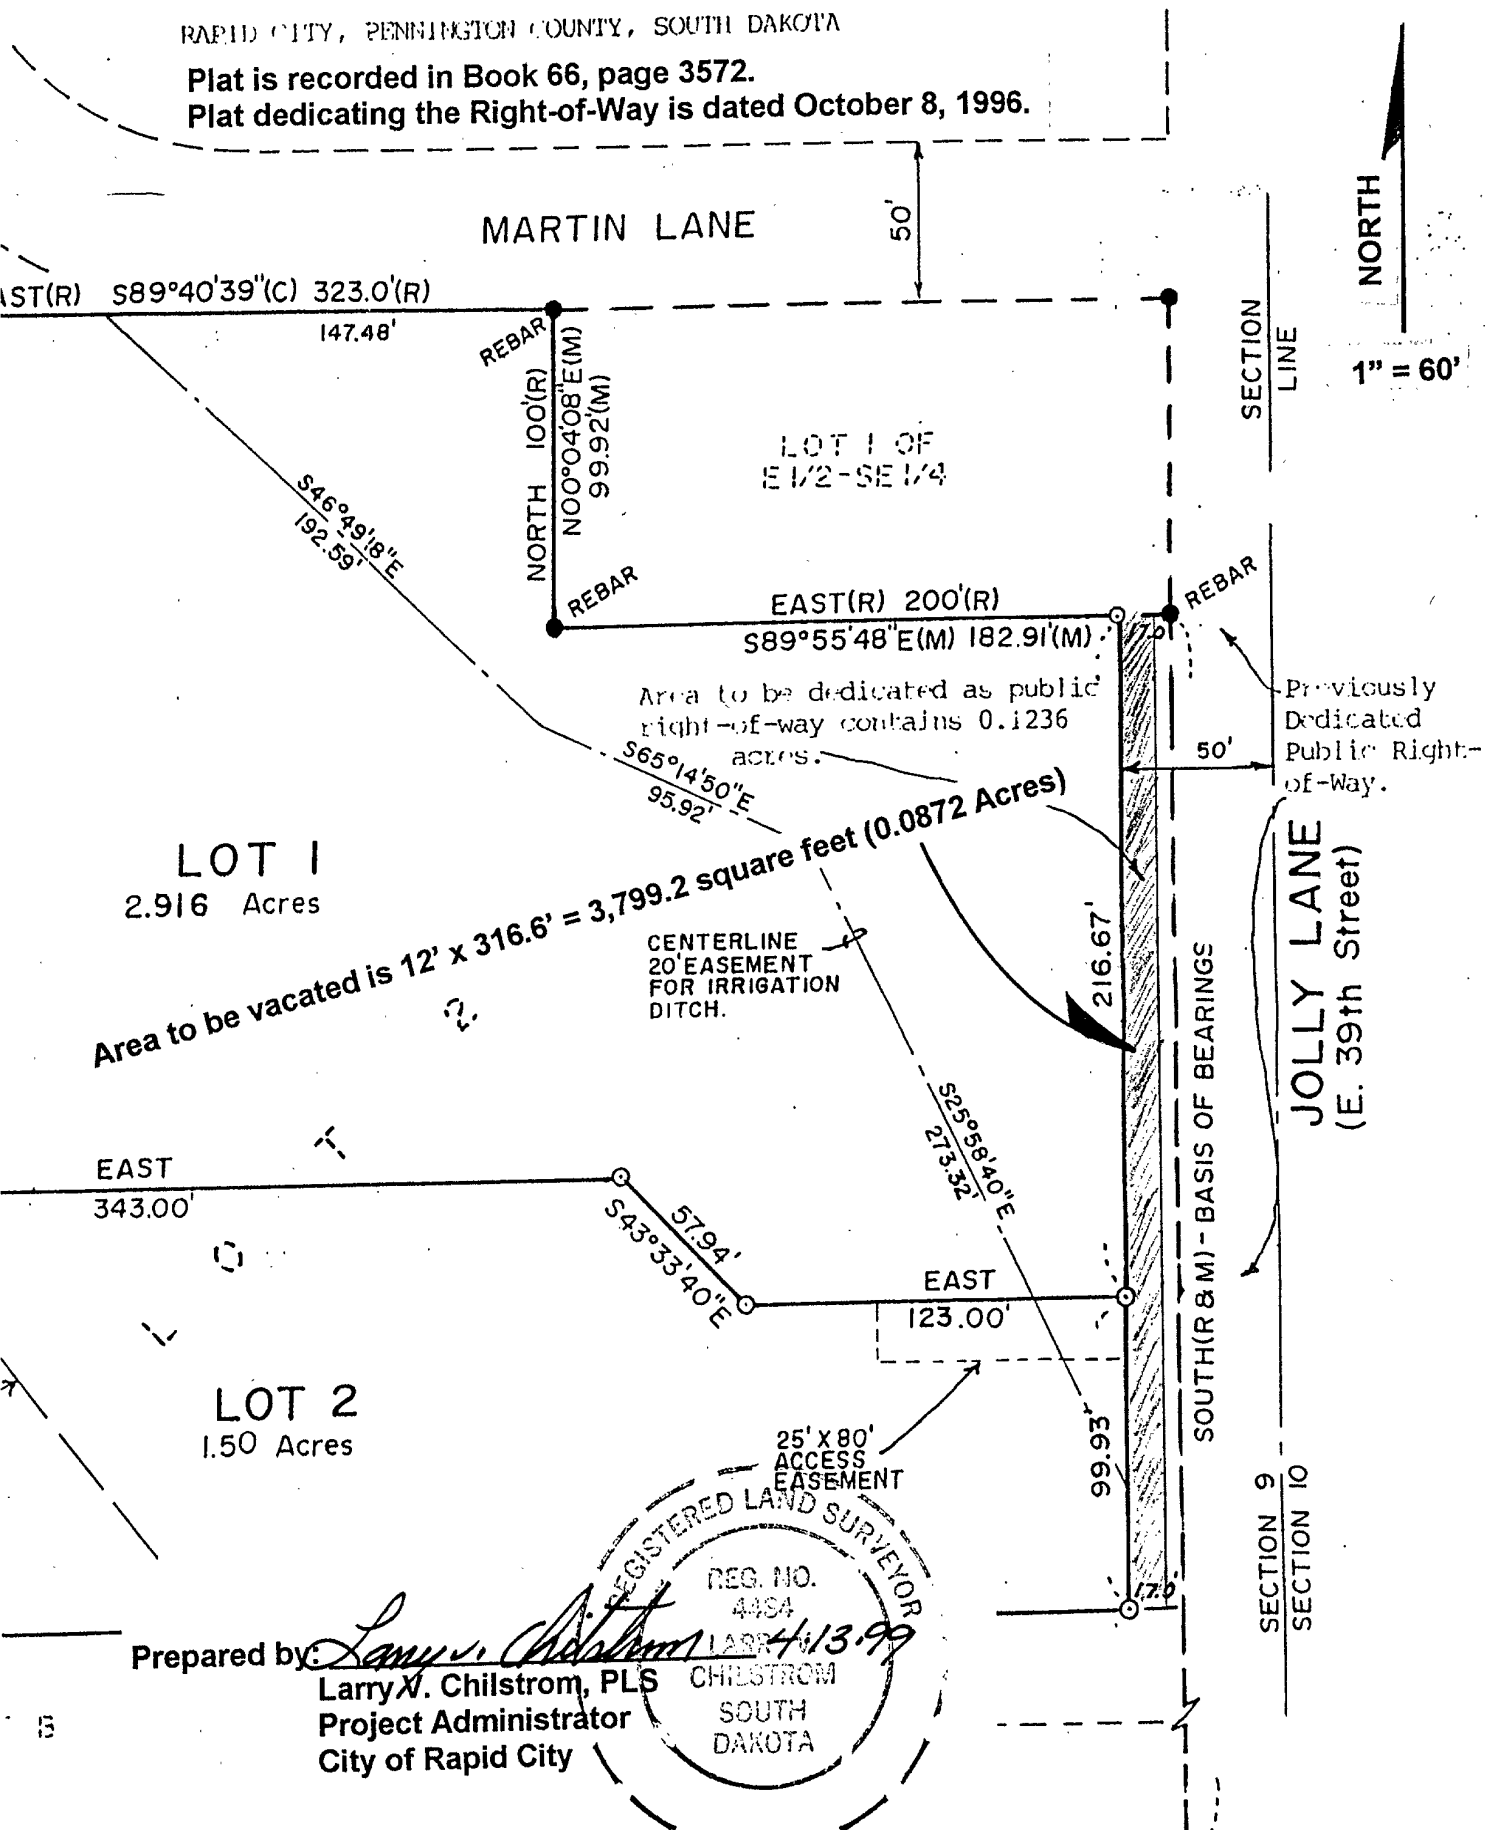 RAPID CITY, PENNINGTON COUNTY, SOUTH DAKOTA
Plat is recorded in Book 66, page 3572.
Plat dedicating the Right-of-Way is dated October 8, 1996.
MARTIN LANE
50'
NORTH
1" = 60'
AST(R) S89°40'39"(C) 323.0'(R)
147.48'
REBAR
NORTH 100'(R)
N00°04'08"E(M)
99.92'(M)
LOT 1 OF
E 1/2-SE 1/4
SECTION
LINE
S46°49'18"E
192.59'
REBAR
EAST(R) 200'(R)
S89°55'48"E(M) 182.91'(M)
17.0'
REBAR
Area to be dedicated as public
right-of-way contains 0.1236
acres.
Previously
Dedicated
Public Right-
of-Way.
50'
S65°14'50"E
95.92'
LOT 1
2.916 Acres
Area to be vacated is 12' x 316.6' = 3,799.2 square feet (0.0872 Acres)
CENTERLINE
20'EASEMENT
FOR IRRIGATION
DITCH.
216.67'
SOUTH(R&M)-BASIS OF BEARINGS
JOLLY LANE
(E. 39th Street)
S25°58'40"E
273.32'
EAST
343.00'
57.94'
S43°33'40"E
EAST
123.00'
L O T 2
LOT 2
1.50 Acres
25' X 80'
ACCESS
EASEMENT
99.93'
17.0'
SECTION 9
SECTION 10
REGISTERED LAND SURVEYOR
REG. NO.
4484
LARRY V.
CHILSTROM
SOUTH
DAKOTA
Prepared by: Larry V. Chilstrom 4.13.99
Larry V. Chilstrom, PLS
Project Administrator
City of Rapid City
B